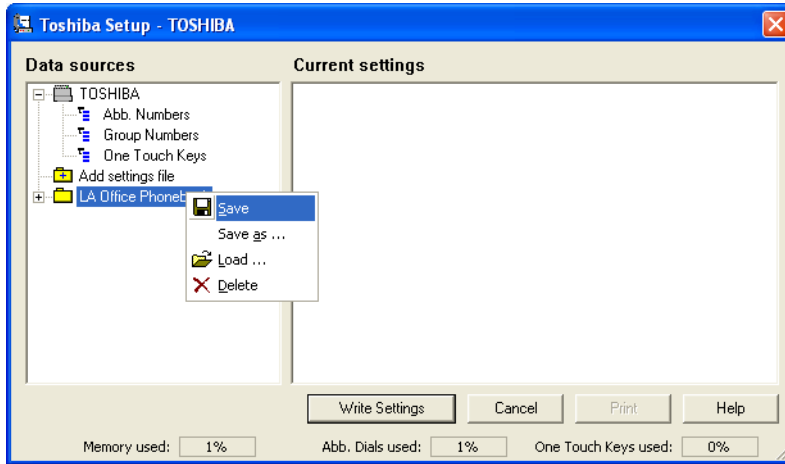 Toshiba Setup - TOSHIBA
Data sources
Current settings
TOSHIBA
Abb. Numbers
Group Numbers
One Touch Keys
Add settings file
LA Office
Save
Save as ...
Load ...
Delete
Write Settings
Cancel
Print
Help
Memory used: 1%
Abb. Dials used: 1%
One Touch Keys used: 0%